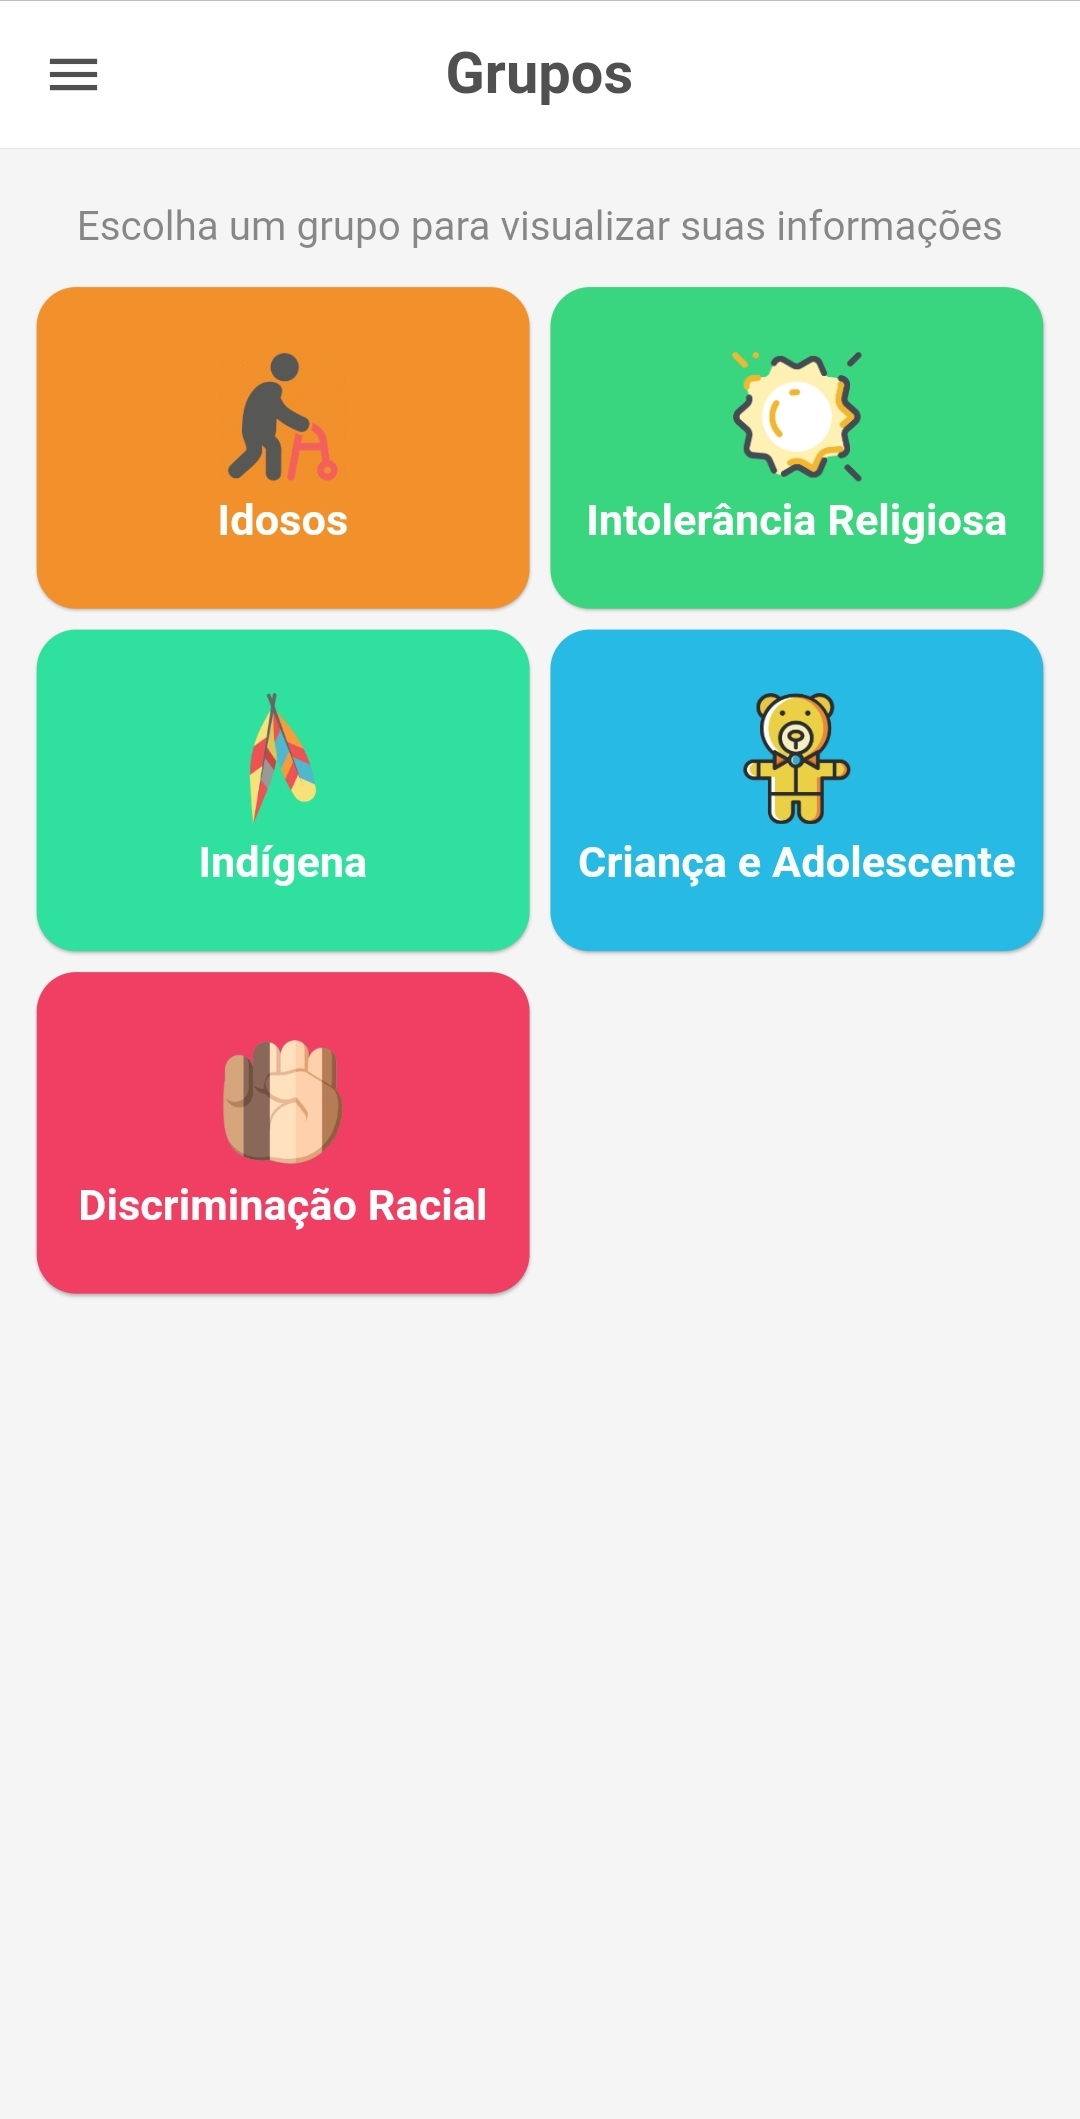 Grupos
Escolha um grupo para visualizar suas informações
Idosos
Intolerância Religiosa
Indígena
Criança e Adolescente
Discriminação Racial